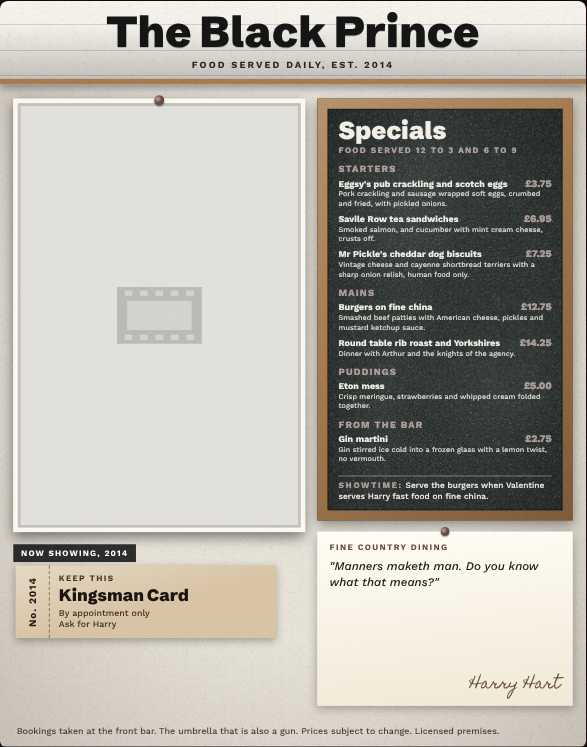 The Black Prince
FOOD SERVED DAILY, EST. 2014
Specials
FOOD SERVED 12 TO 3 AND 6 TO 9
STARTERS
Eggsy's pub crackling and scotch eggs £3.75
Pork crackling and sausage wrapped soft eggs, crumbed
and fried, with pickled onions.
Savile Row tea sandwiches £6.95
Smoked salmon, and cucumber with mint cream cheese,
crusts off.
Mr Pickle's cheddar dog biscuits £7.25
Vintage cheese and cayenne shortbread terriers with a
sharp onion relish, human food only.
MAINS
Burgers on fine china £12.75
Smashed beef patties with American cheese, pickles and
mustard ketchup sauce.
Round table rib roast and Yorkshires £14.25
Dinner with Arthur and the knights of the agency.
PUDDINGS
Eton mess £5.00
Crisp meringue, strawberries and whipped cream folded
together.
FROM THE BAR
Gin martini £2.75
Gin stirred ice cold into a frozen glass with a lemon twist,
no vermouth.
SHOWTIME: Serve the burgers when Valentine
serves Harry fast food on fine china.
NOW SHOWING, 2014
No. 2014
KEEP THIS
Kingsman Card
By appointment only
Ask for Harry
FINE COUNTRY DINING
"Manners maketh man. Do you know
what that means?"
Harry Hart
Bookings taken at the front bar. The umbrella that is also a gun. Prices subject to change. Licensed premises.